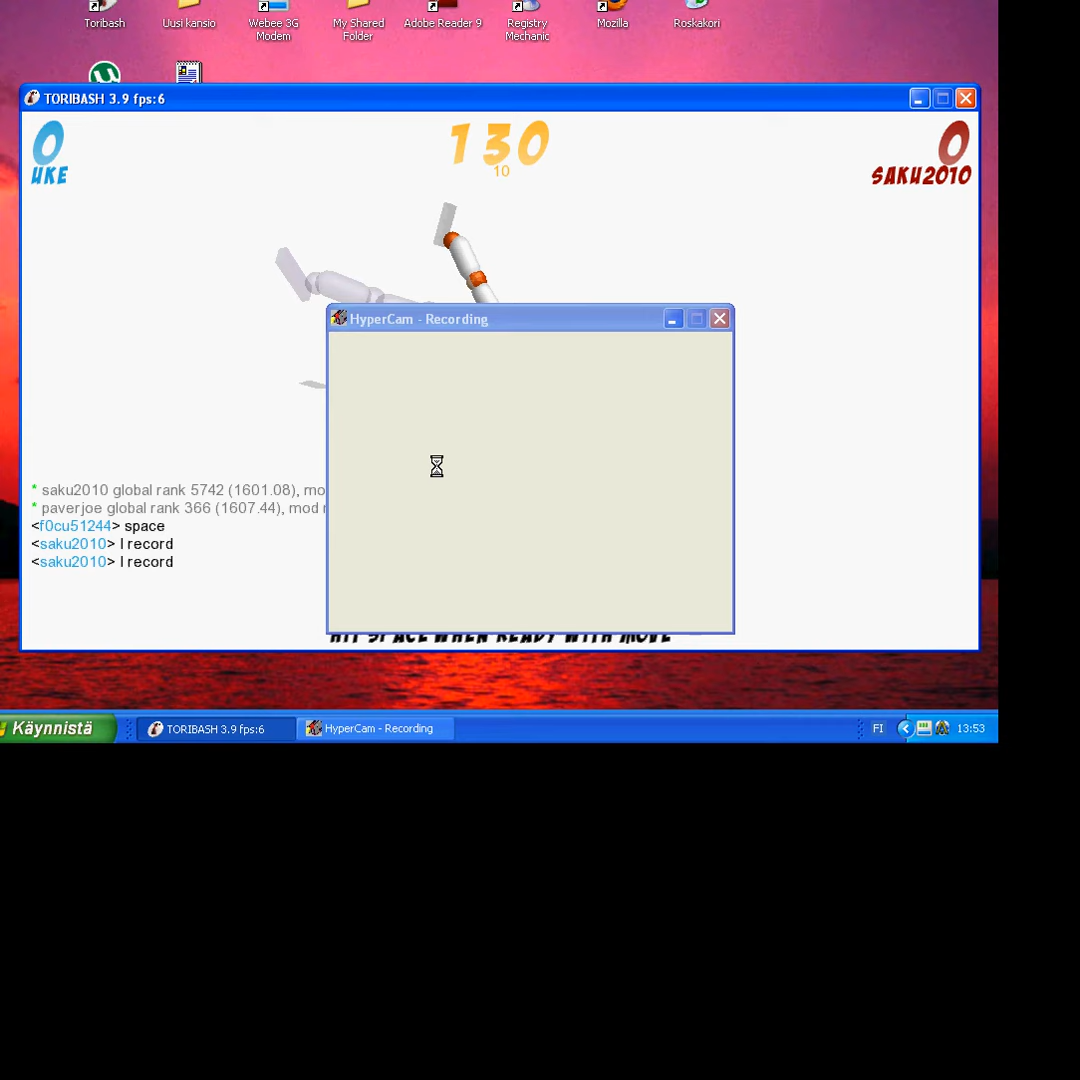 Toribash
Uusi kansio
Webee 3G
Modem
My Shared
Folder
Adobe Reader 9
Registry
Mechanic
Mozilla
Roskakori
TORIBASH 3.9 fps:6
0
UKE
130
10
0
SAKU2010
HyperCam - Recording
* saku2010 global rank 5742 (1601.08), mo
* paverjoe global rank 366 (1607.44), mod
<f0cu51244> space
<saku2010> I record
<saku2010> I record
HIT SPACE WHEN READY WITH MOVE
Käynnistä
TORIBASH 3.9 fps:6
HyperCam - Recording
FI
13:53